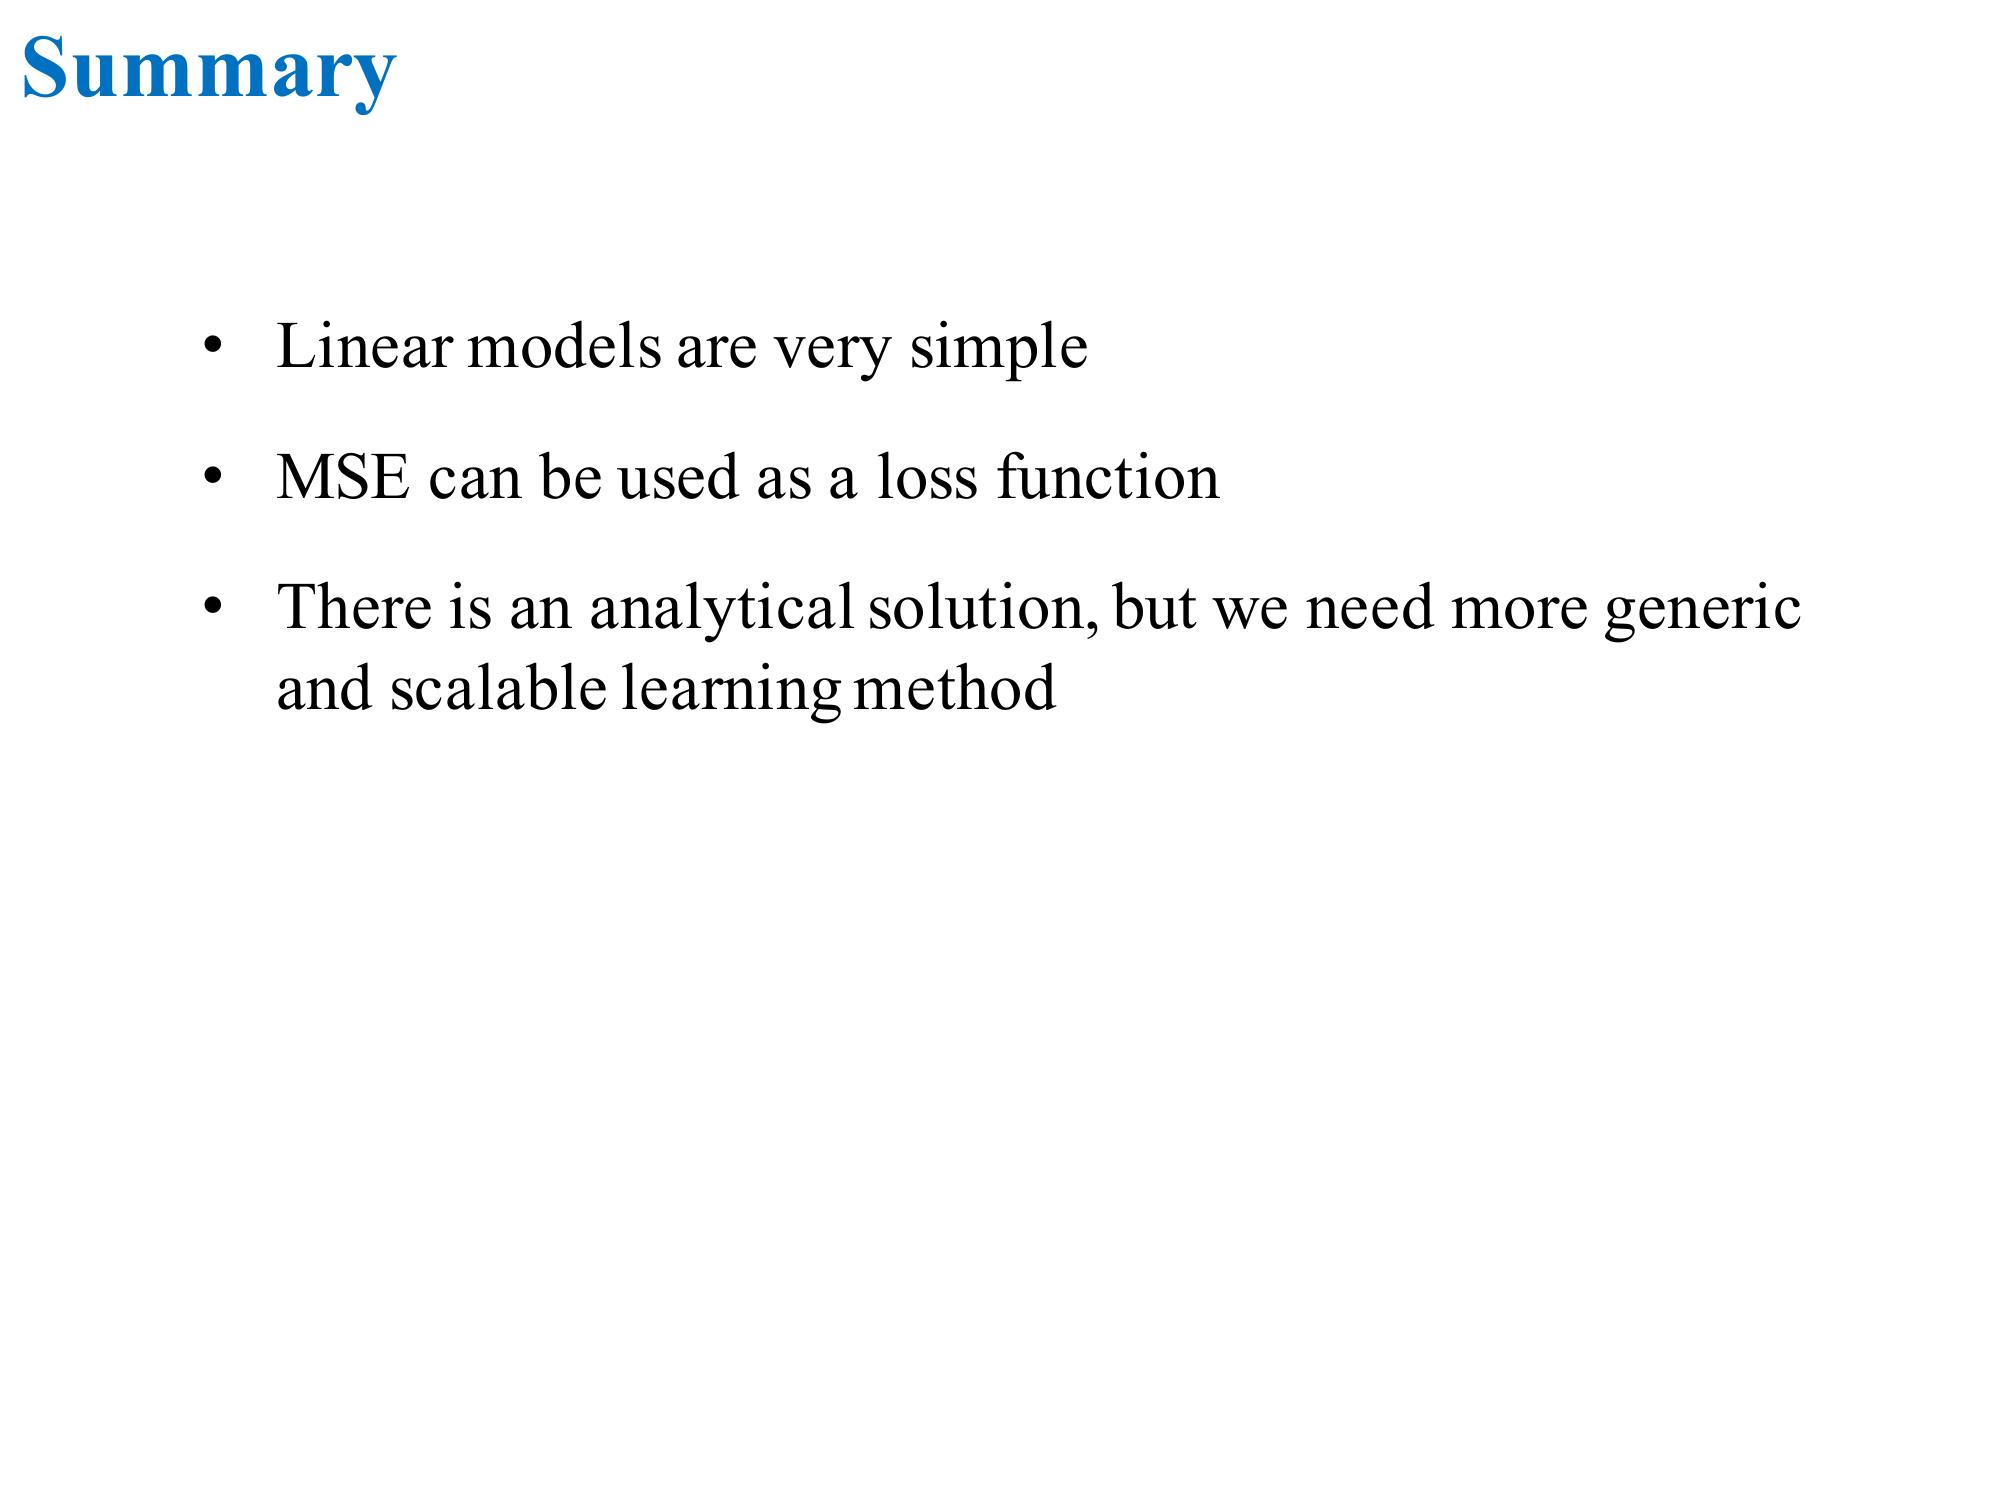 Summary
• Linear models are very simple
• MSE can be used as a loss function
• There is an analytical solution, but we need more generic
and scalable learning method